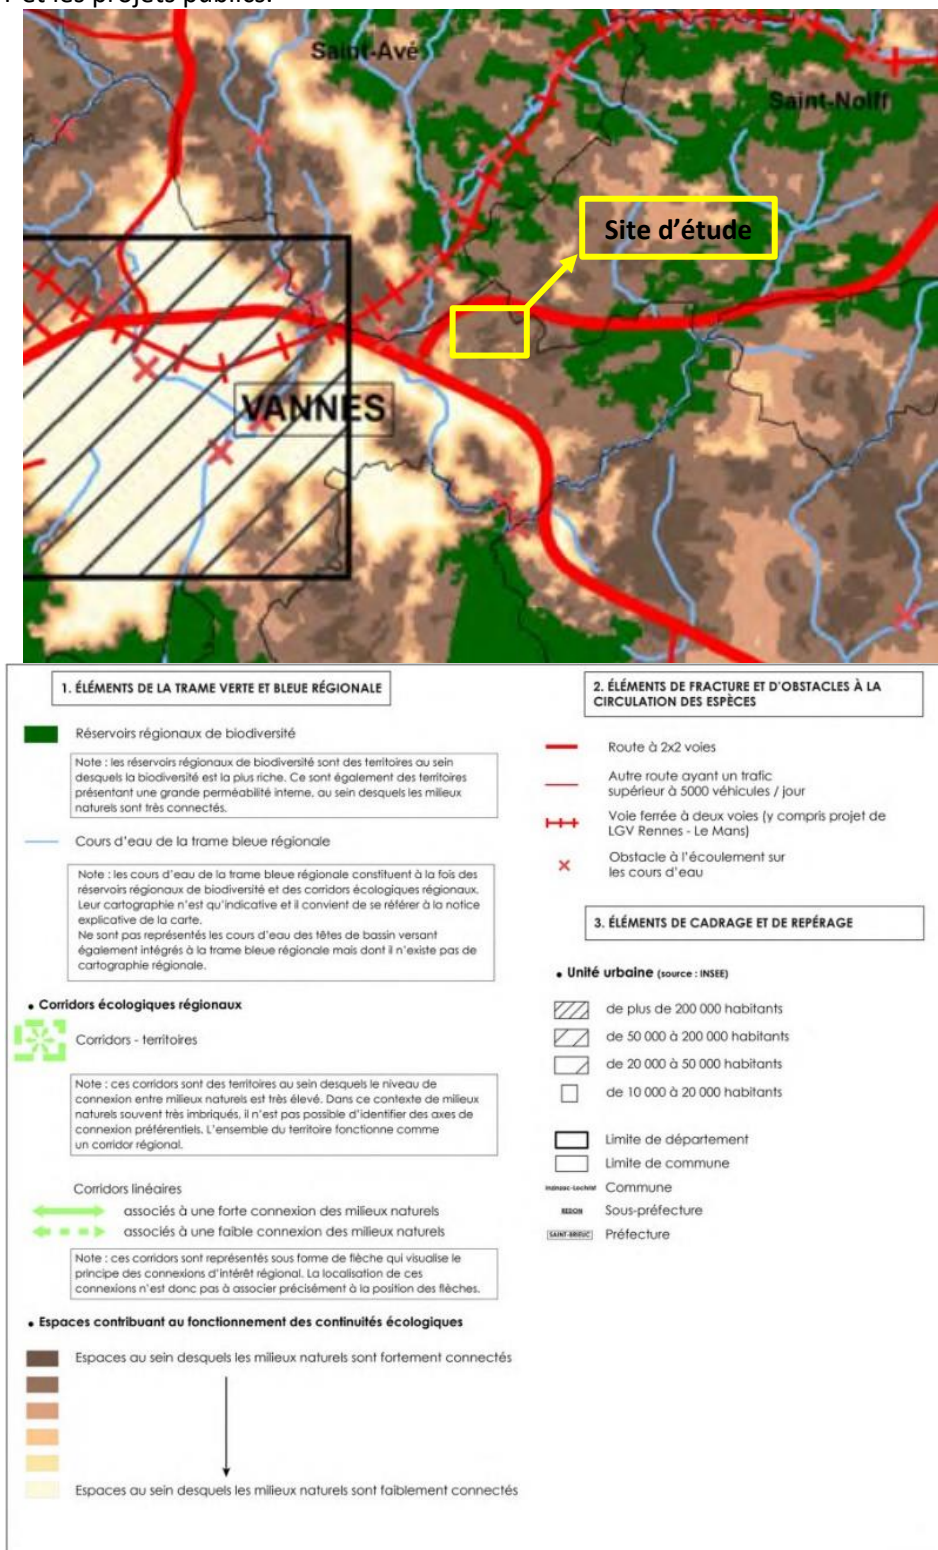 et les projets publics.
Saint-Avé
Saint-Nolff
Site d'étude
VANNES
1. ÉLÉMENTS DE LA TRAME VERTE ET BLEUE RÉGIONALE
Réservoirs régionaux de biodiversité
Note : les réservoirs régionaux de biodiversité sont des territoires au sein
desquels la biodiversité est la plus riche. Ce sont également des territoires
présentant une grande perméabilité interne, au sein desquels les milieux
naturels sont très connectés.
Cours d'eau de la trame bleue régionale
Note : les cours d'eau de la trame bleue régionale constituent à la fois des
réservoirs régionaux de biodiversité et des corridors écologiques régionaux.
Leur cartographie n'est qu'indicative et il convient de se référer à la notice
explicative de la carte.
Ne sont pas représentés les cours d'eau des têtes de bassin versant
également intégrés à la trame bleue régionale mais dont il n'existe pas de
cartographie régionale.
• Corridors écologiques régionaux
Corridors - territoires
Note : ces corridors sont des territoires au sein desquels le niveau de
connexion entre milieux naturels est très élevé. Dans ce contexte de milieux
naturels souvent très imbriqués, il n'est pas possible d'identifier des axes de
connexion préférentiels. L'ensemble du territoire fonctionne comme
un corridor régional.
Corridors linéaires
associés à une forte connexion des milieux naturels
associés à une faible connexion des milieux naturels
Note : ces corridors sont représentés sous forme de flèche qui visualise le
principe des connexions d'intérêt régional. La localisation de ces
connexions n'est donc pas à associer précisément à la position des flèches.
• Espaces contribuant au fonctionnement des continuités écologiques
Espaces au sein desquels les milieux naturels sont fortement connectés
Espaces au sein desquels les milieux naturels sont faiblement connectés
2. ÉLÉMENTS DE FRACTURE ET D'OBSTACLES À LA
CIRCULATION DES ESPÈCES
Route à 2x2 voies
Autre route ayant un trafic
supérieur à 5000 véhicules / jour
Voie ferrée à deux voies (y compris projet de
LGV Rennes - Le Mans)
Obstacle à l'écoulement sur
les cours d'eau
3. ÉLÉMENTS DE CADRAGE ET DE REPÉRAGE
• Unité urbaine (source : INSEE)
de plus de 200 000 habitants
de 50 000 à 200 000 habitants
de 20 000 à 50 000 habitants
de 10 000 à 20 000 habitants
Limite de département
Limite de commune
Inzinzac-Lochrist Commune
REDON Sous-préfecture
SAINT-BRIEUC Préfecture